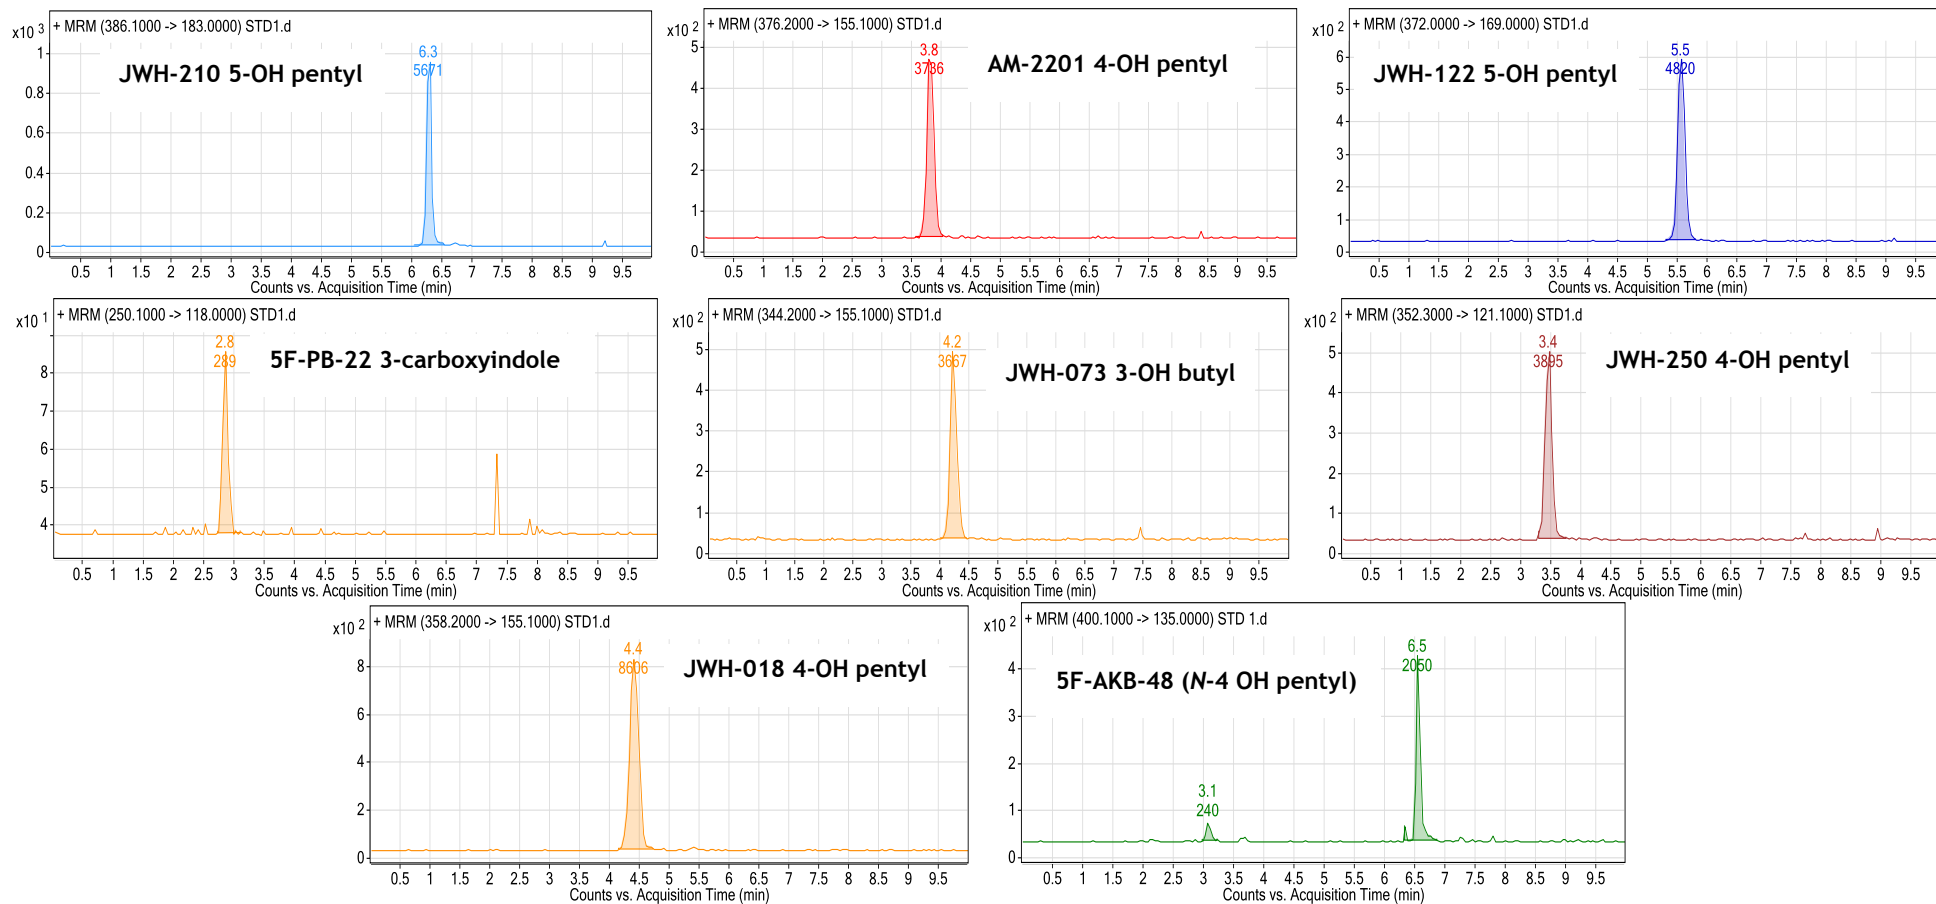 + MRM (386.1000 -> 183.0000) STD1.d
x10 3
JWH-210 5-OH pentyl
6.3
5671
1
0.8
0.6
0.4
0.2
0
0.5 1 1.5 2 2.5 3 3.5 4 4.5 5 5.5 6 6.5 7 7.5 8 8.5 9 9.5
Counts vs. Acquisition Time (min)
+ MRM (376.2000 -> 155.1000) STD1.d
x10 2
AM-2201 4-OH pentyl
3.8
3736
5
4
3
2
1
0
0.5 1 1.5 2 2.5 3 3.5 4 4.5 5 5.5 6 6.5 7 7.5 8 8.5 9 9.5
Counts vs. Acquisition Time (min)
+ MRM (372.0000 -> 169.0000) STD1.d
x10 2
JWH-122 5-OH pentyl
5.5
4820
6
5
4
3
2
1
0
0.5 1 1.5 2 2.5 3 3.5 4 4.5 5 5.5 6 6.5 7 7.5 8 8.5 9 9.5
Counts vs. Acquisition Time (min)
+ MRM (250.1000 -> 118.0000) STD1.d
x10 1
5F-PB-22 3-carboxyindole
2.8
289
8
7
6
5
4
0.5 1 1.5 2 2.5 3 3.5 4 4.5 5 5.5 6 6.5 7 7.5 8 8.5 9 9.5
Counts vs. Acquisition Time (min)
+ MRM (344.2000 -> 155.1000) STD1.d
x10 2
JWH-073 3-OH butyl
4.2
3667
5
4
3
2
1
0
0.5 1 1.5 2 2.5 3 3.5 4 4.5 5 5.5 6 6.5 7 7.5 8 8.5 9 9.5
Counts vs. Acquisition Time (min)
+ MRM (352.3000 -> 121.1000) STD1.d
x10 2
JWH-250 4-OH pentyl
3.4
3895
5
4
3
2
1
0
0.5 1 1.5 2 2.5 3 3.5 4 4.5 5 5.5 6 6.5 7 7.5 8 8.5 9 9.5
Counts vs. Acquisition Time (min)
+ MRM (358.2000 -> 155.1000) STD1.d
x10 2
JWH-018 4-OH pentyl
4.4
8606
8
6
4
2
0
0.5 1 1.5 2 2.5 3 3.5 4 4.5 5 5.5 6 6.5 7 7.5 8 8.5 9 9.5
Counts vs. Acquisition Time (min)
+ MRM (400.1000 -> 135.0000) STD 1.d
x10 2
5F-AKB-48 (N-4 OH pentyl)
6.5
2050
3.1
240
4
3
2
1
0
0.5 1 1.5 2 2.5 3 3.5 4 4.5 5 5.5 6 6.5 7 7.5 8 8.5 9 9.5
Counts vs. Acquisition Time (min)